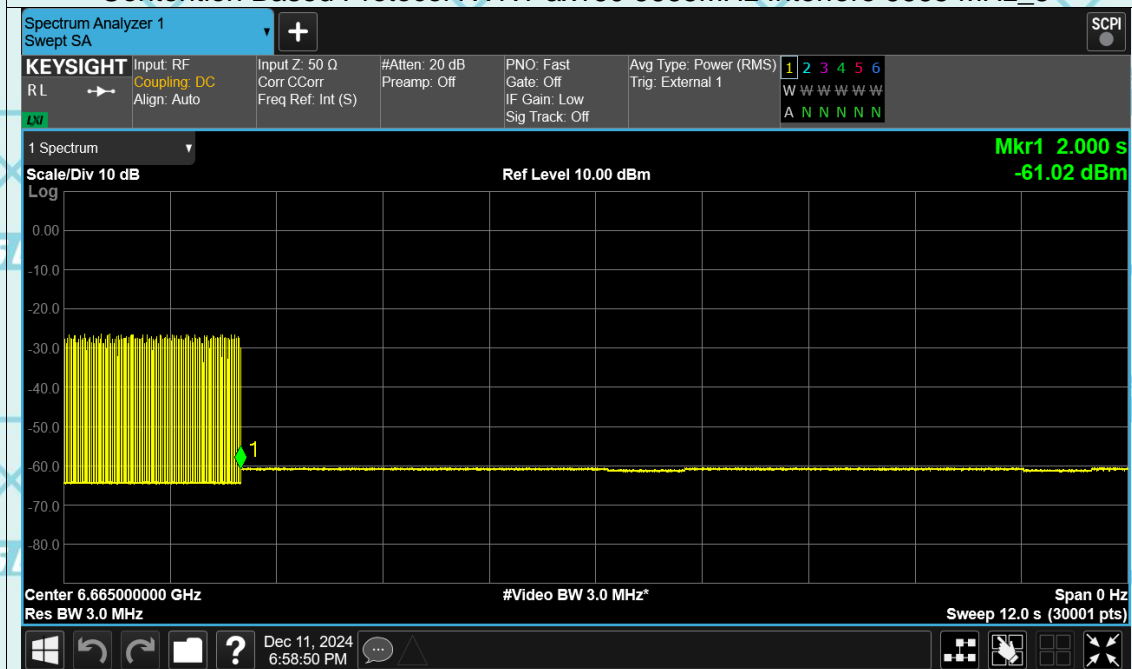 Spectrum Analyzer 1
Swept SA
+
SCPI
KEYSIGHT
R L
LXI
Input: RF
Coupling: DC
Align: Auto
Input Z: 50 Ω
Corr CCorr
Freq Ref: Int (S)
#Atten: 20 dB
Preamp: Off
PNO: Fast
Gate: Off
IF Gain: Low
Sig Track: Off
Avg Type: Power (RMS)
Trig: External 1
1 2 3 4 5 6
W W W W W W
A N N N N N
1 Spectrum
Mkr1 2.000 s
Scale/Div 10 dB
Ref Level 10.00 dBm
-61.02 dBm
Log
0.00
-10.0
-20.0
-30.0
-40.0
-50.0
1
-60.0
-70.0
-80.0
Center 6.665000000 GHz
#Video BW 3.0 MHz*
Span 0 Hz
Res BW 3.0 MHz
Sweep 12.0 s (30001 pts)
?
Dec 11, 2024
6:58:50 PM